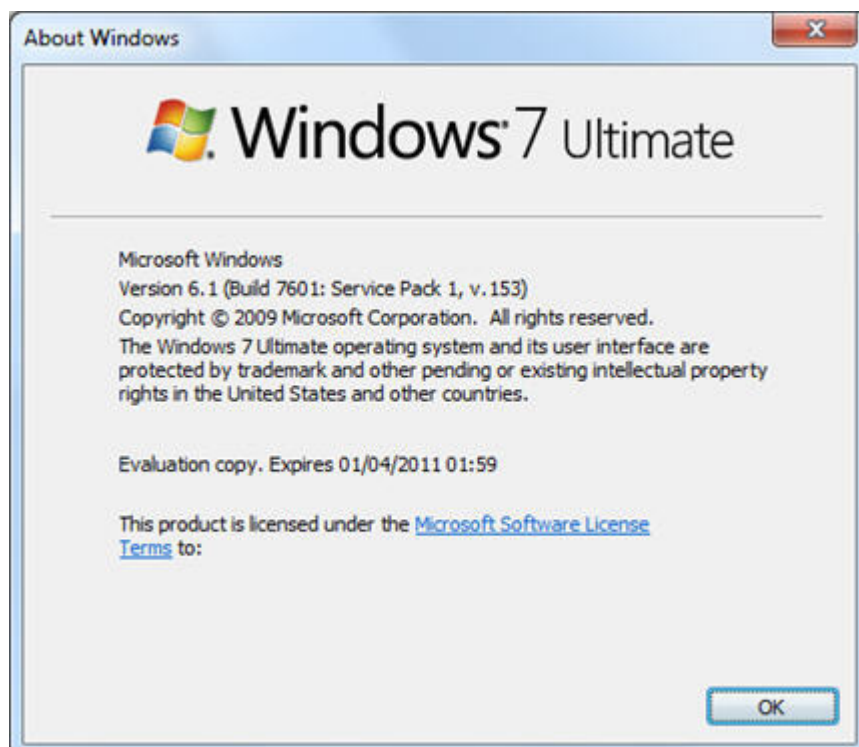 About Windows
Windows 7 Ultimate
Microsoft Windows
Version 6.1 (Build 7601: Service Pack 1, v.153)
Copyright © 2009 Microsoft Corporation.  All rights reserved.
The Windows 7 Ultimate operating system and its user interface are
protected by trademark and other pending or existing intellectual property
rights in the United States and other countries.
Evaluation copy. Expires 01/04/2011 01:59
This product is licensed under the Microsoft Software License
Terms to:
OK